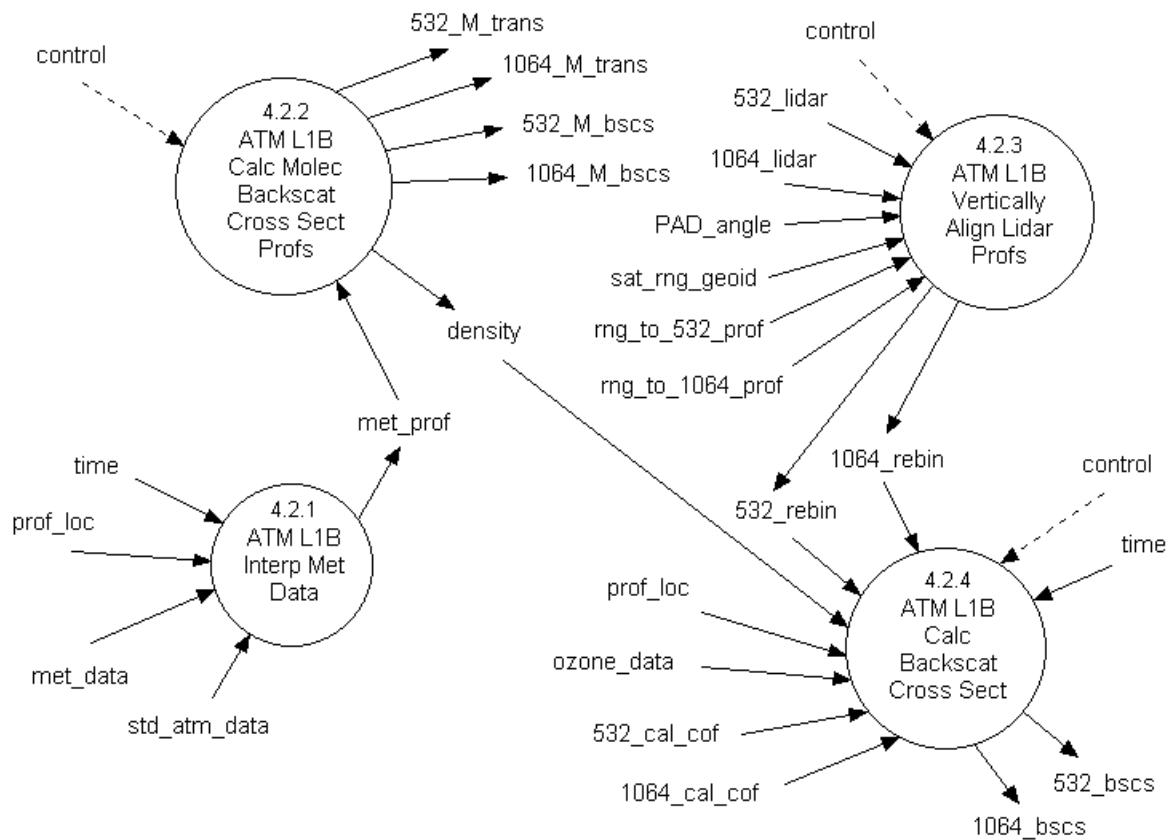 532_M_trans
control
1064_M_trans
532_M_bscs
1064_M_bscs
4.2.2
ATM L1B
Calc Molec
Backscat
Cross Sect
Profs
control
532_lidar
1064_lidar
PAD_angle
sat_rng_geoid
rng_to_532_prof
rng_to_1064_prof
4.2.3
ATM L1B
Vertically
Align Lidar
Profs
density
met_prof
time
prof_loc
met_data
std_atm_data
4.2.1
ATM L1B
Interp Met
Data
1064_rebin
532_rebin
control
time
prof_loc
ozone_data
532_cal_cof
1064_cal_cof
4.2.4
ATM L1B
Calc
Backscat
Cross Sect
532_bscs
1064_bscs